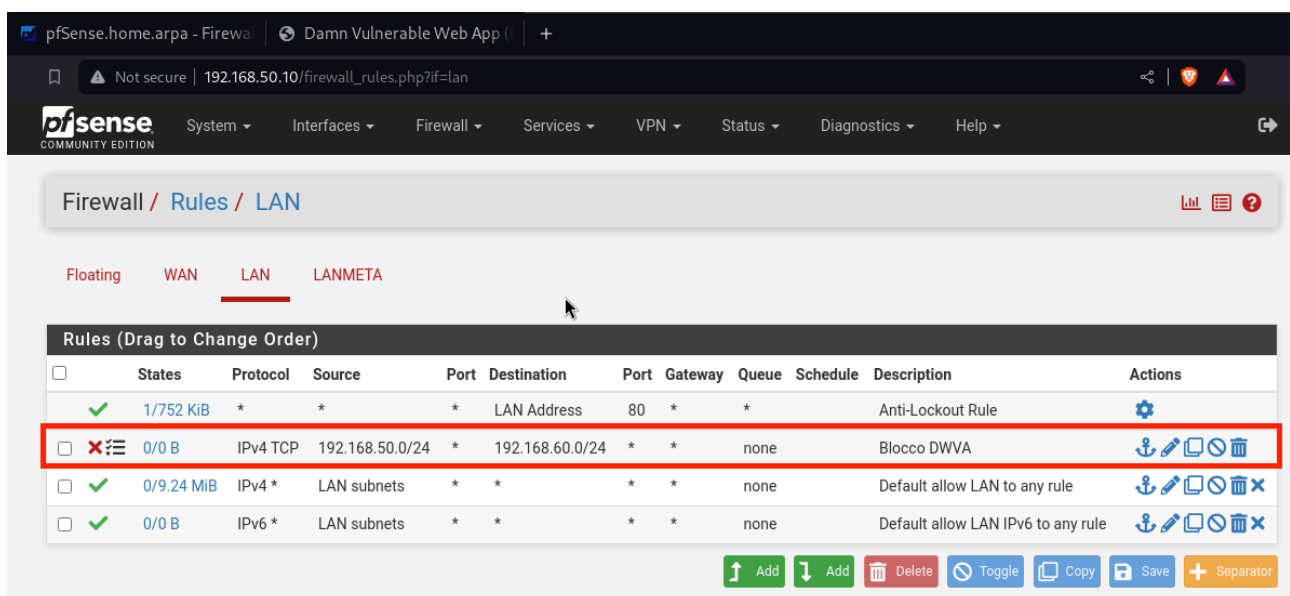 pfSense.home.arpa - Firewal Damn Vulnerable Web App (
Not secure 192.168.50.10/firewall_rules.php?if=lan
pfsense System Interfaces Firewall Services VPN Status Diagnostics Help
COMMUNITY EDITION
Firewall / Rules / LAN
Floating WAN LAN LANMETA
Rules (Drag to Change Order)
States Protocol Source Port Destination Port Gateway Queue Schedule Description Actions
1/752 KiB * * * LAN Address 80 * * Anti-Lockout Rule
0/0 B IPv4 TCP 192.168.50.0/24 * 192.168.60.0/24 * * none Blocco DWVA
0/9.24 MiB IPv4 * LAN subnets * * * * none Default allow LAN to any rule
0/0 B IPv6 * LAN subnets * * * * none Default allow LAN IPv6 to any rule
Add Add Delete Toggle Copy Save Separator